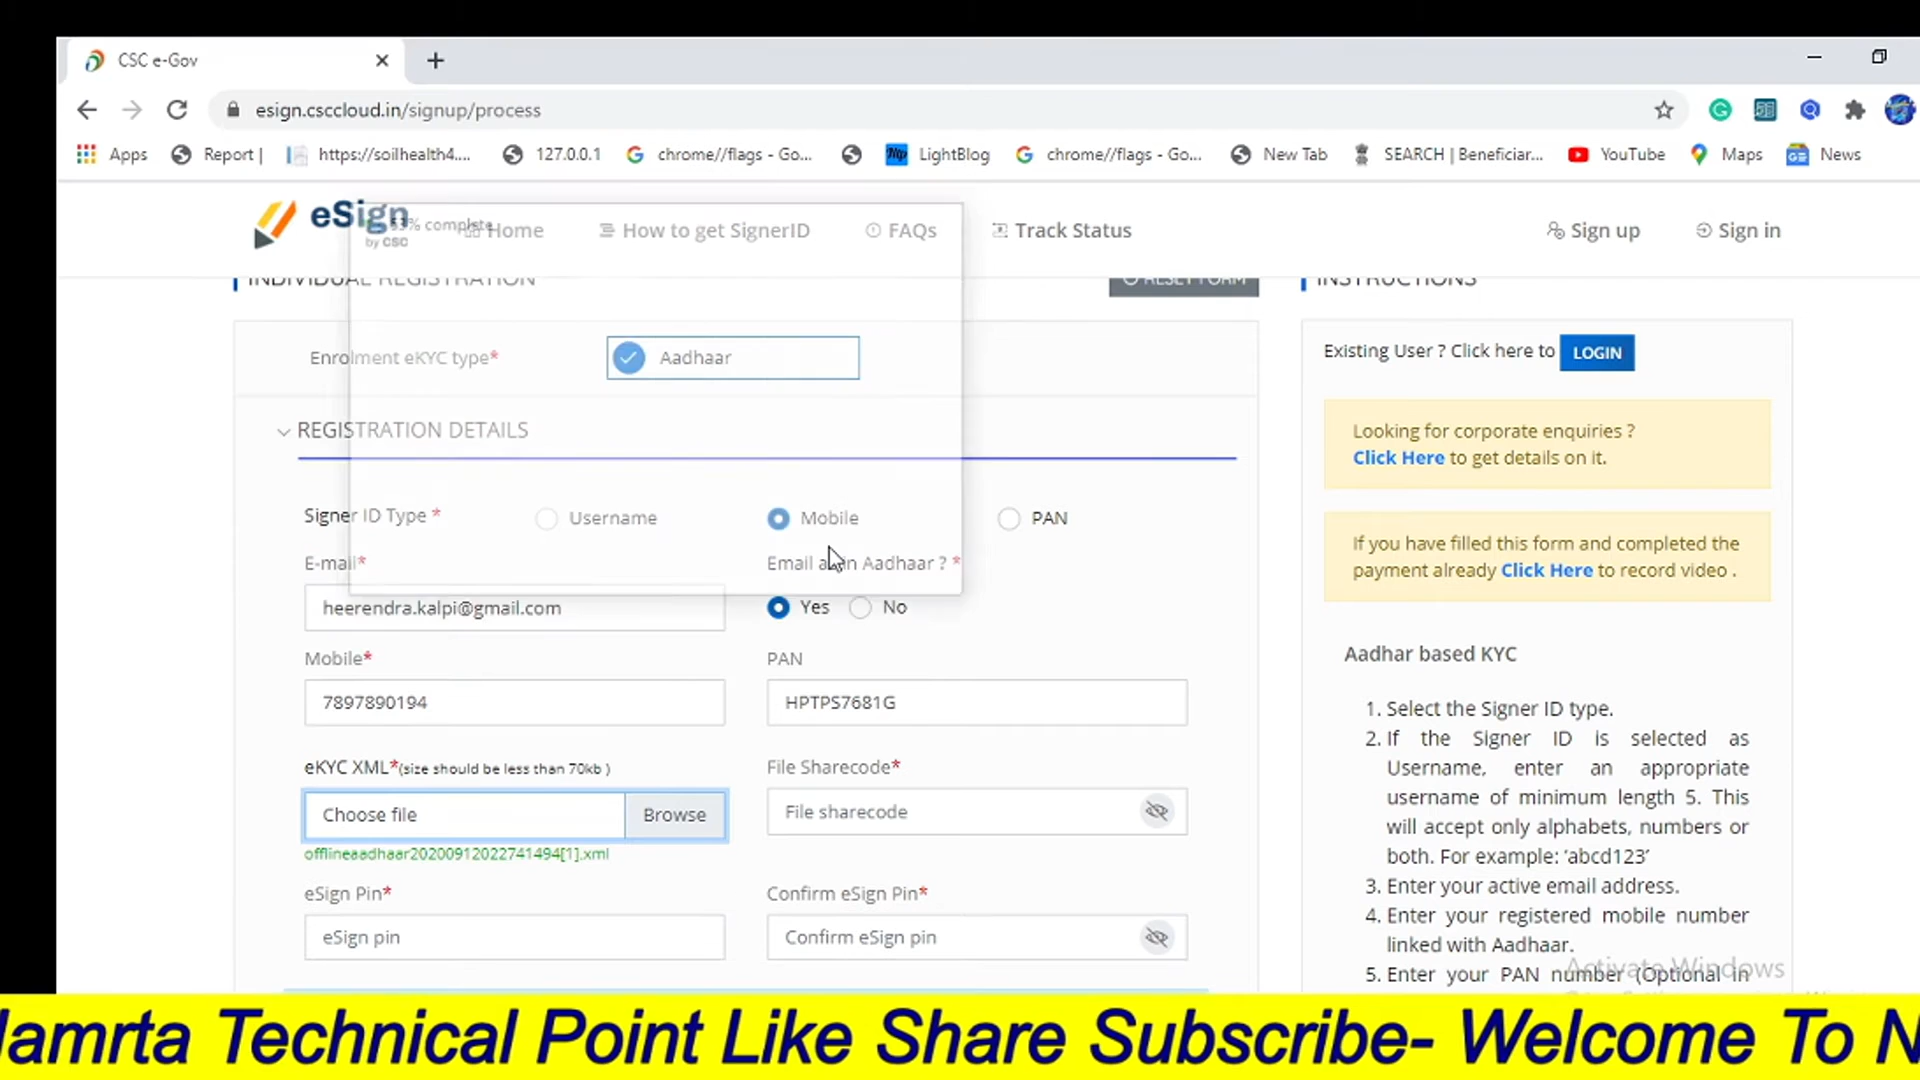 CSC e-Gov
esign.csccloud.in/signup/process
Apps
Report |
https://soilhealth4....
127.0.0.1
chrome//flags - Go...
LightBlog
chrome//flags - Go...
New Tab
SEARCH | Beneficiar...
YouTube
Maps
News
eSign
by CSC
53% complete
Home
How to get SignerID
FAQs
Track Status
Sign up
Sign in
INDIVIDUAL REGISTRATION
RESET FORM
INSTRUCTIONS
Enrolment eKYC type*
Aadhaar
REGISTRATION DETAILS
Signer ID Type *
Username
Mobile
PAN
E-mail*
Email as in Aadhaar ? *
heerendra.kalpi@gmail.com
Yes
No
Mobile*
PAN
7897890194
HPTPS7681G
eKYC XML*(size should be less than 70kb )
File Sharecode*
Choose file
Browse
File sharecode
offlineaadhaar20200912022741494[1].xml
eSign Pin*
Confirm eSign Pin*
eSign pin
Confirm eSign pin
Existing User ? Click here to LOGIN
Looking for corporate enquiries ?
Click Here to get details on it.
If you have filled this form and completed the
payment already Click Here to record video .
Aadhar based KYC
1. Select the Signer ID type.
2. If the Signer ID is selected as
Username, enter an appropriate
username of minimum length 5. This
will accept only alphabets, numbers or
both. For example: ‘abcd123’
3. Enter your active email address.
4. Enter your registered mobile number
linked with Aadhaar.
5. Enter your PAN number (Optional in
Activate Windows
Namrta Technical Point Like Share Subscribe- Welcome To N